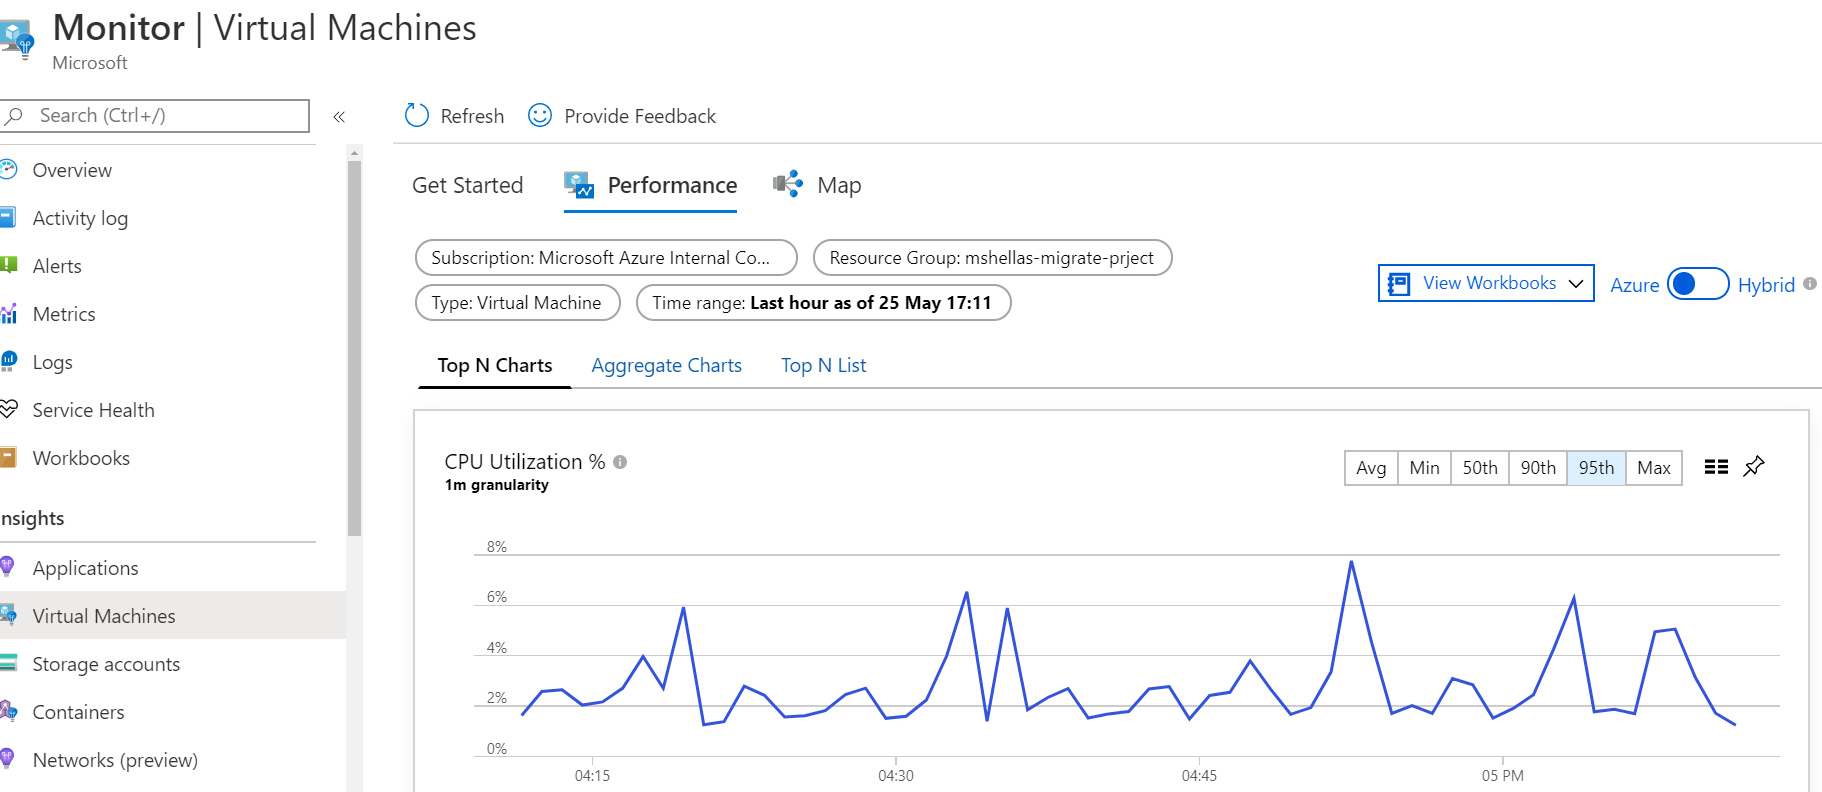 Monitor | Virtual Machines
Microsoft
Search (Ctrl+/)
«
Overview
Activity log
Alerts
Metrics
Logs
Service Health
Workbooks
nsights
Applications
Virtual Machines
Storage accounts
Containers
Networks (preview)
Refresh
Provide Feedback
Get Started
Performance
Map
Subscription: Microsoft Azure Internal Co...
Resource Group: mshellas-migrate-prject
Type: Virtual Machine
Time range: Last hour as of 25 May 17:11
View Workbooks
Azure
Hybrid
Top N Charts
Aggregate Charts
Top N List
CPU Utilization %
1m granularity
Avg
Min
50th
90th
95th
Max
8%
6%
4%
2%
0%
04:15
04:30
04:45
05 PM